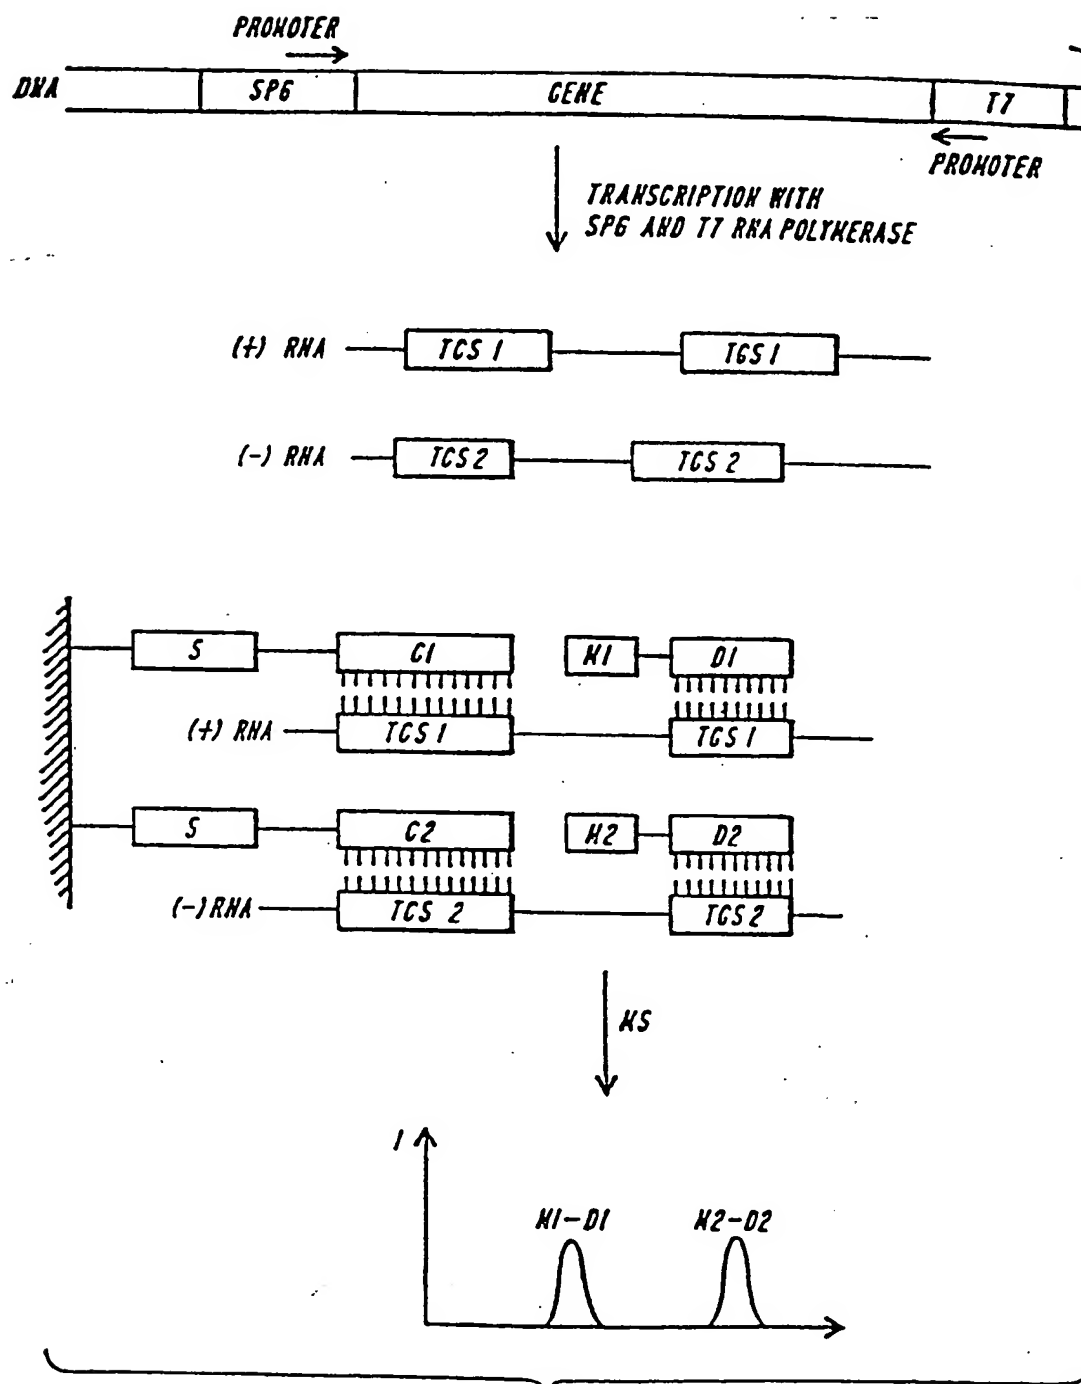 PROMOTER
DNA SP6 GENE T7
PROMOTER
TRANSCRIPTION WITH
SP6 AND T7 RNA POLYMERASE
(+) RNA TCS 1 TCS 1
(-) RNA TCS 2 TCS 2
S C1 M1 D1
(+) RNA TCS 1 TCS 1
S C2 M2 D2
(-) RNA TCS 2 TCS 2
MS
I
M1-D1 M2-D2